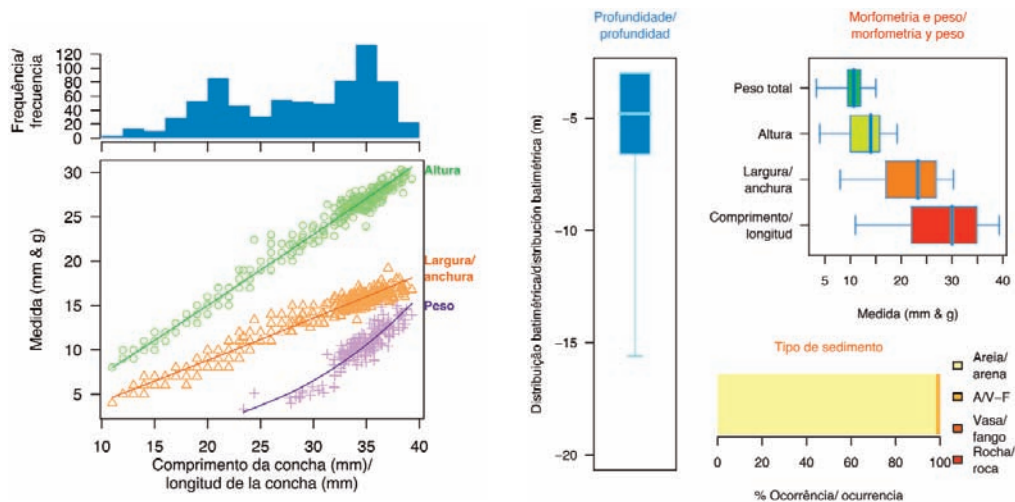 Frequência/
frecuencia
120
100
80
60
40
20
0
Medida (mm & g)
30
25
20
15
10
5
Altura
Largura/
anchura
Peso
10 15 20 25 30 35 40
Comprimento da concha (mm)/
longitud de la concha (mm)
Profundidade/
profundidad
Distribuição batimétrica/distribución batimétrica (m)
-5
-10
-15
-20
Morfometria e peso/
morfometria y peso
Peso total
Altura
Largura/
anchura
Comprimento/
longitud
5 10 20 30 40
Medida (mm & g)
Tipo de sedimento
0 20 40 60 80 100
% Ocorrência/ ocurrencia
Areia/
arena
A/V-F
Vasa/
fango
Rocha/
roca